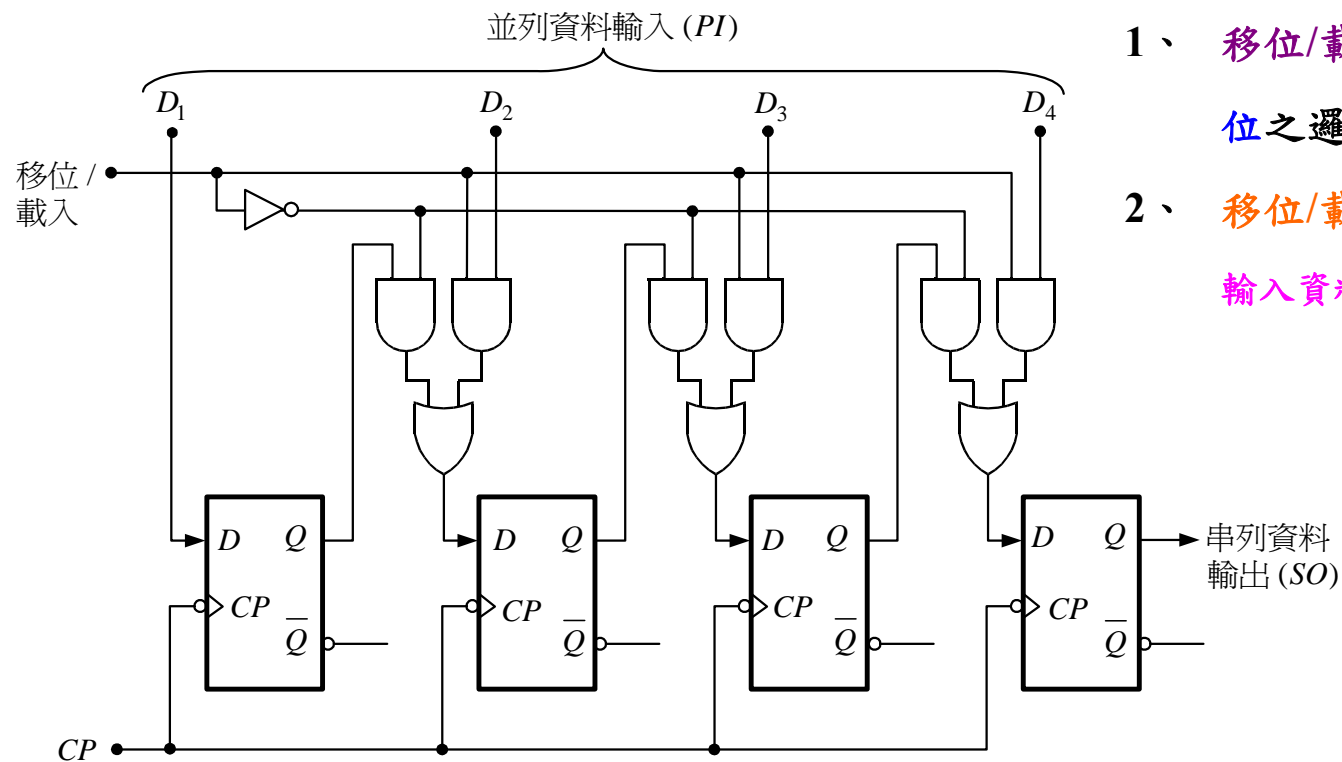 並列資料輸入 (PI)
D1 D2 D3 D4
移位 /
載入
D Q
CP
Q̅
D Q
CP
Q̅
D Q
CP
Q̅
D Q
CP
Q̅
串列資料
輸出 (SO)
CP
1、 移位/載
位之邏
2、 移位/載
輸入資料